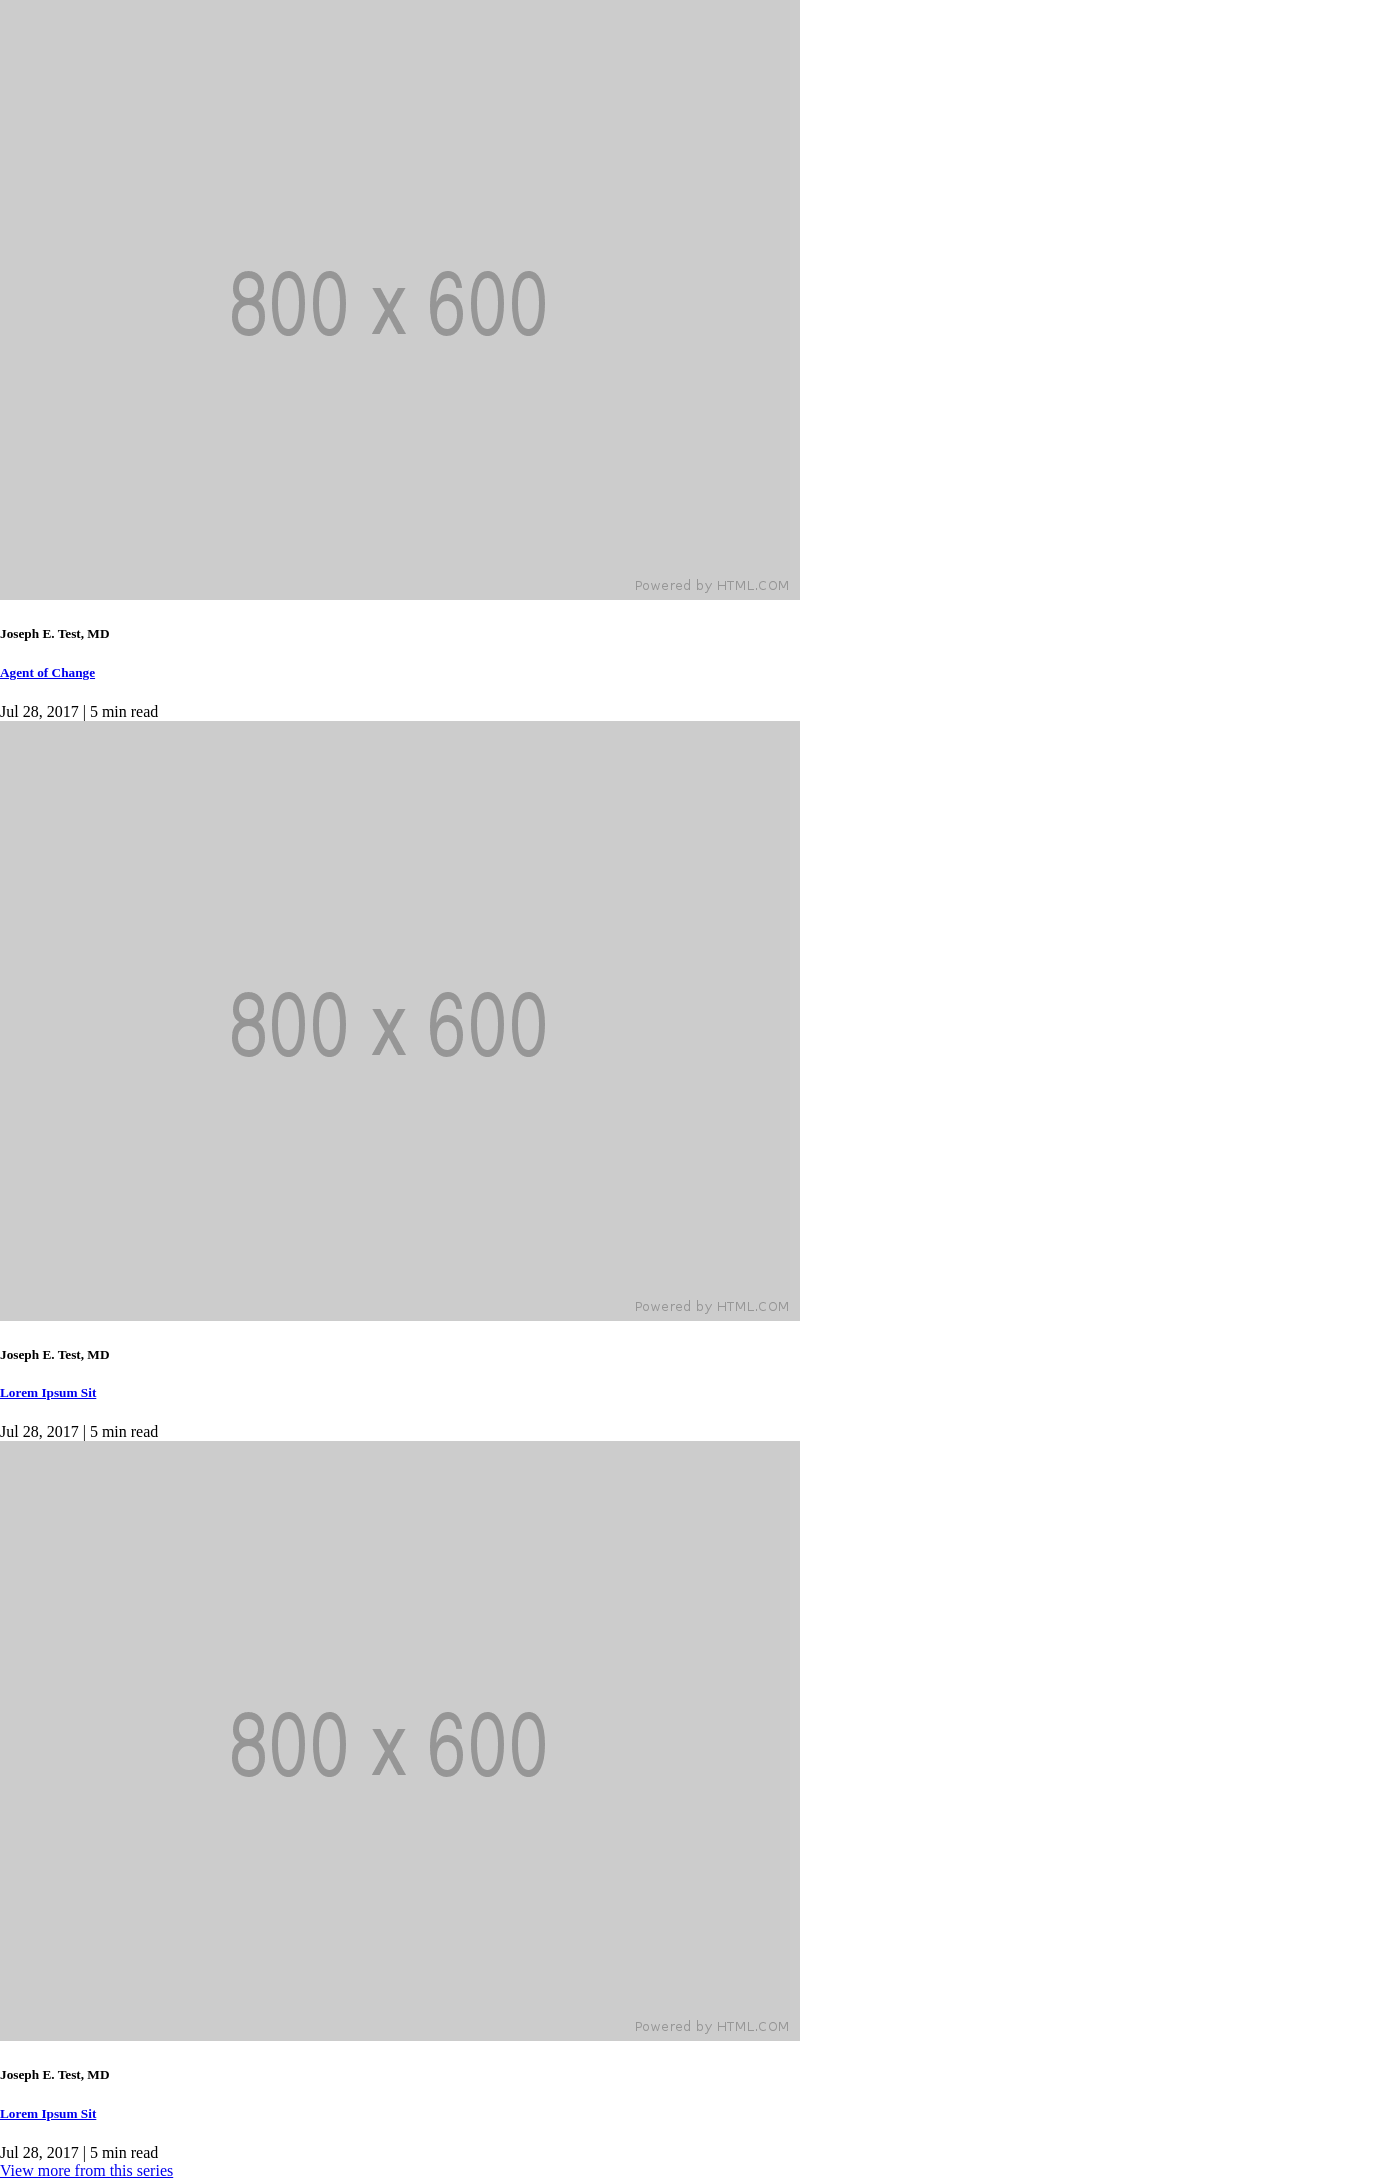 800 x 600
Powered by HTML.COM
Joseph E. Test, MD
Agent of Change
Jul 28, 2017 | 5 min read
800 x 600
Powered by HTML.COM
Joseph E. Test, MD
Lorem Ipsum Sit
Jul 28, 2017 | 5 min read
800 x 600
Powered by HTML.COM
Joseph E. Test, MD
Lorem Ipsum Sit
Jul 28, 2017 | 5 min read
View more from this series